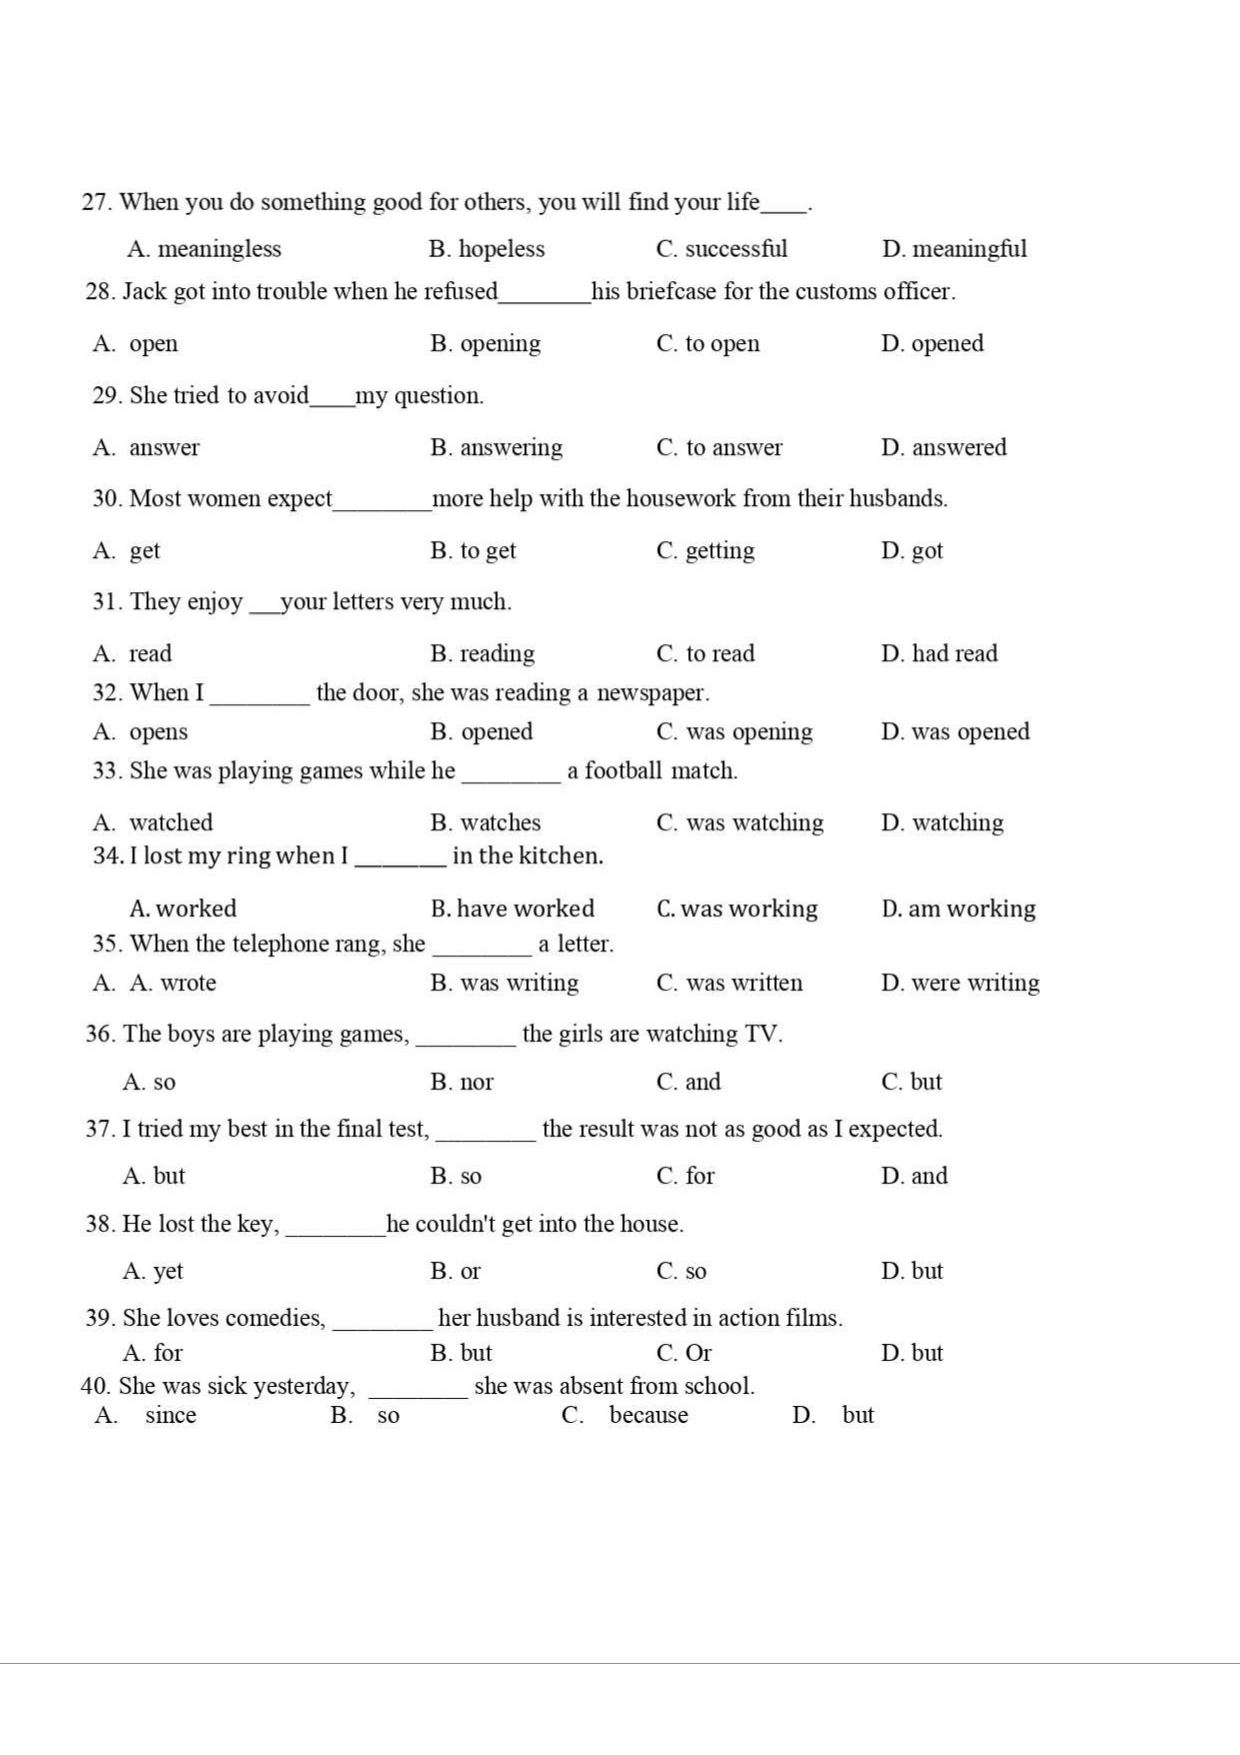 27. When you do something good for others, you will find your life____.
A. meaningless B. hopeless C. successful D. meaningful
28. Jack got into trouble when he refused________his briefcase for the customs officer.
A. open B. opening C. to open D. opened
29. She tried to avoid____my question.
A. answer B. answering C. to answer D. answered
30. Most women expect________more help with the housework from their husbands.
A. get B. to get C. getting D. got
31. They enjoy ___your letters very much.
A. read B. reading C. to read D. had read
32. When I ________ the door, she was reading a newspaper.
A. opens B. opened C. was opening D. was opened
33. She was playing games while he ________ a football match.
A. watched B. watches C. was watching D. watching
34. I lost my ring when I _______ in the kitchen.
A. worked B. have worked C. was working D. am working
35. When the telephone rang, she ________ a letter.
A. A. wrote B. was writing C. was written D. were writing
36. The boys are playing games, ________ the girls are watching TV.
A. so B. nor C. and C. but
37. I tried my best in the final test, ________ the result was not as good as I expected.
A. but B. so C. for D. and
38. He lost the key, ________he couldn't get into the house.
A. yet B. or C. so D. but
39. She loves comedies, ________ her husband is interested in action films.
A. for B. but C. Or D. but
40. She was sick yesterday, ________ she was absent from school.
A. since B. so C. because D. but